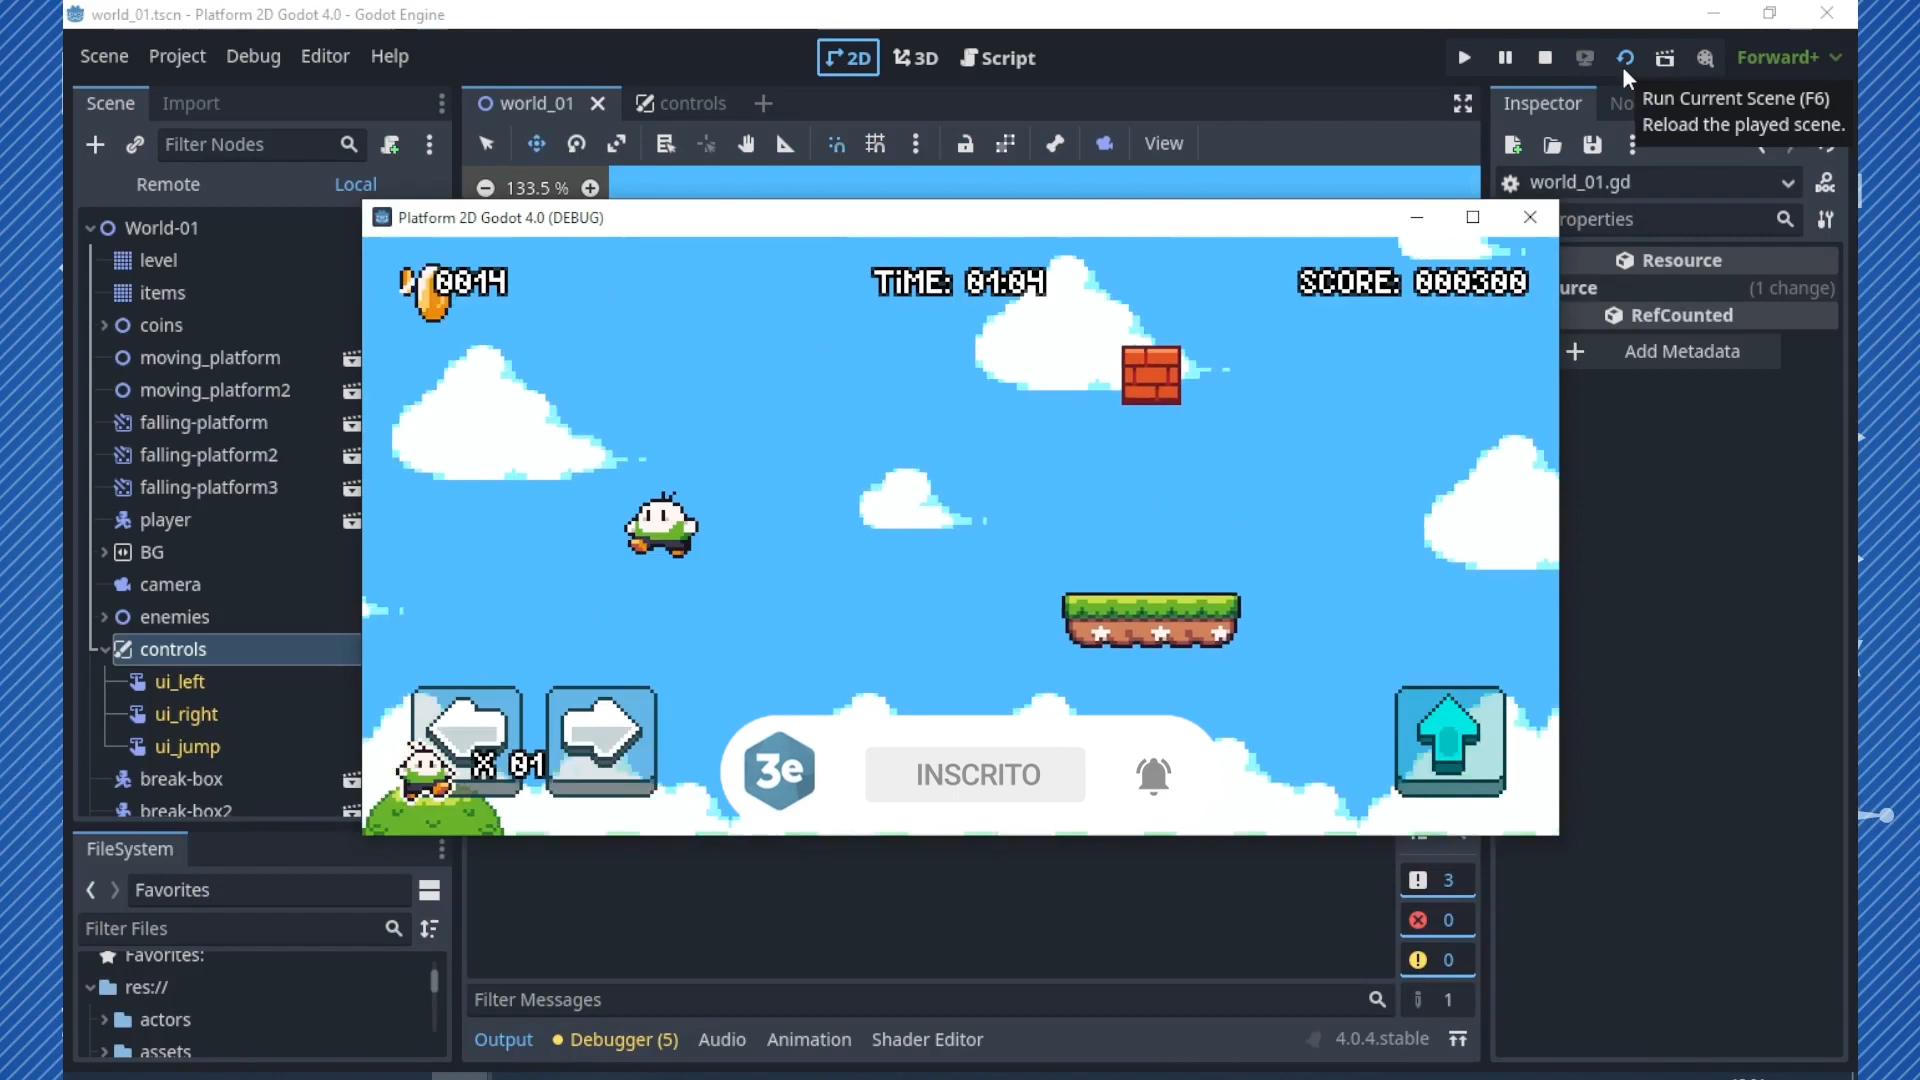 world_01.tscn - Platform 2D Godot 4.0 - Godot Engine
Scene Project Debug Editor Help
2D 3D Script
Forward+
Scene Import
world_01 controls
Inspector No
Run Current Scene (F6)
Reload the played scene.
Filter Nodes
View
Remote Local
133.5 %
world_01.gd
DOC
Platform 2D Godot 4.0 (DEBUG)
roperties
World-01
level
items
coins
moving_platform
moving_platform2
falling-platform
falling-platform2
falling-platform3
player
BG
camera
enemies
controls
ui_left
ui_right
ui_jump
break-box
break-box2
0014
TIME: 01:04
SCORE: 000300
X 01
3e
INSCRITO
Resource
urce (1 change)
RefCounted
Add Metadata
FileSystem
Favorites
Filter Files
Favorites:
res://
actors
assets
3
0
0
1
Filter Messages
Output Debugger (5) Audio Animation Shader Editor
4.0.4.stable